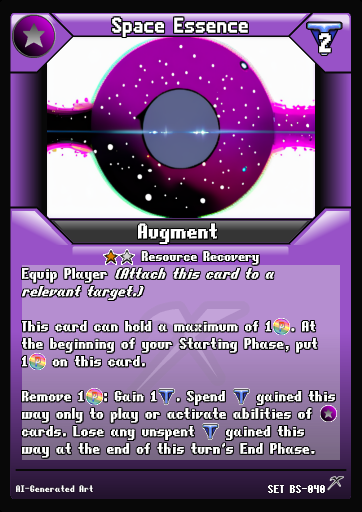 Space Essence
2
Augment
Resource Recovery
Equip Player (Attach this card to a
relevant target.)
This card can hold a maximum of 1. At
the beginning of your Starting Phase, put
1 on this card.
Remove 1: Gain 1. Spend gained this
way only to play or activate abilities of
cards. Lose any unspent gained this
way at the end of this turn's End Phase.
AI-Generated Art
SET BS-040